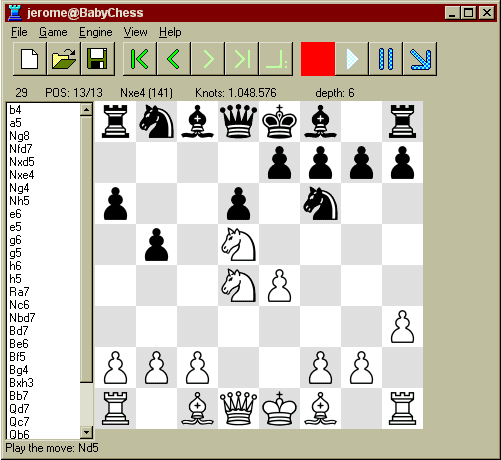 jerome@BabyChess
File Game Engine View Help
29 POS: 13/13 Nxe4 (141) Knots: 1.048.576 depth: 6
b4
a5
Ng8
Nfd7
Nxd5
Nxe4
Ng4
Nh5
e6
e5
g6
g5
h6
h5
Ra7
Nc6
Nbd7
Bd7
Be6
Bf5
Bg4
Bxh3
Bb7
Qd7
Qc7
Qb6
Play the move: Nd5